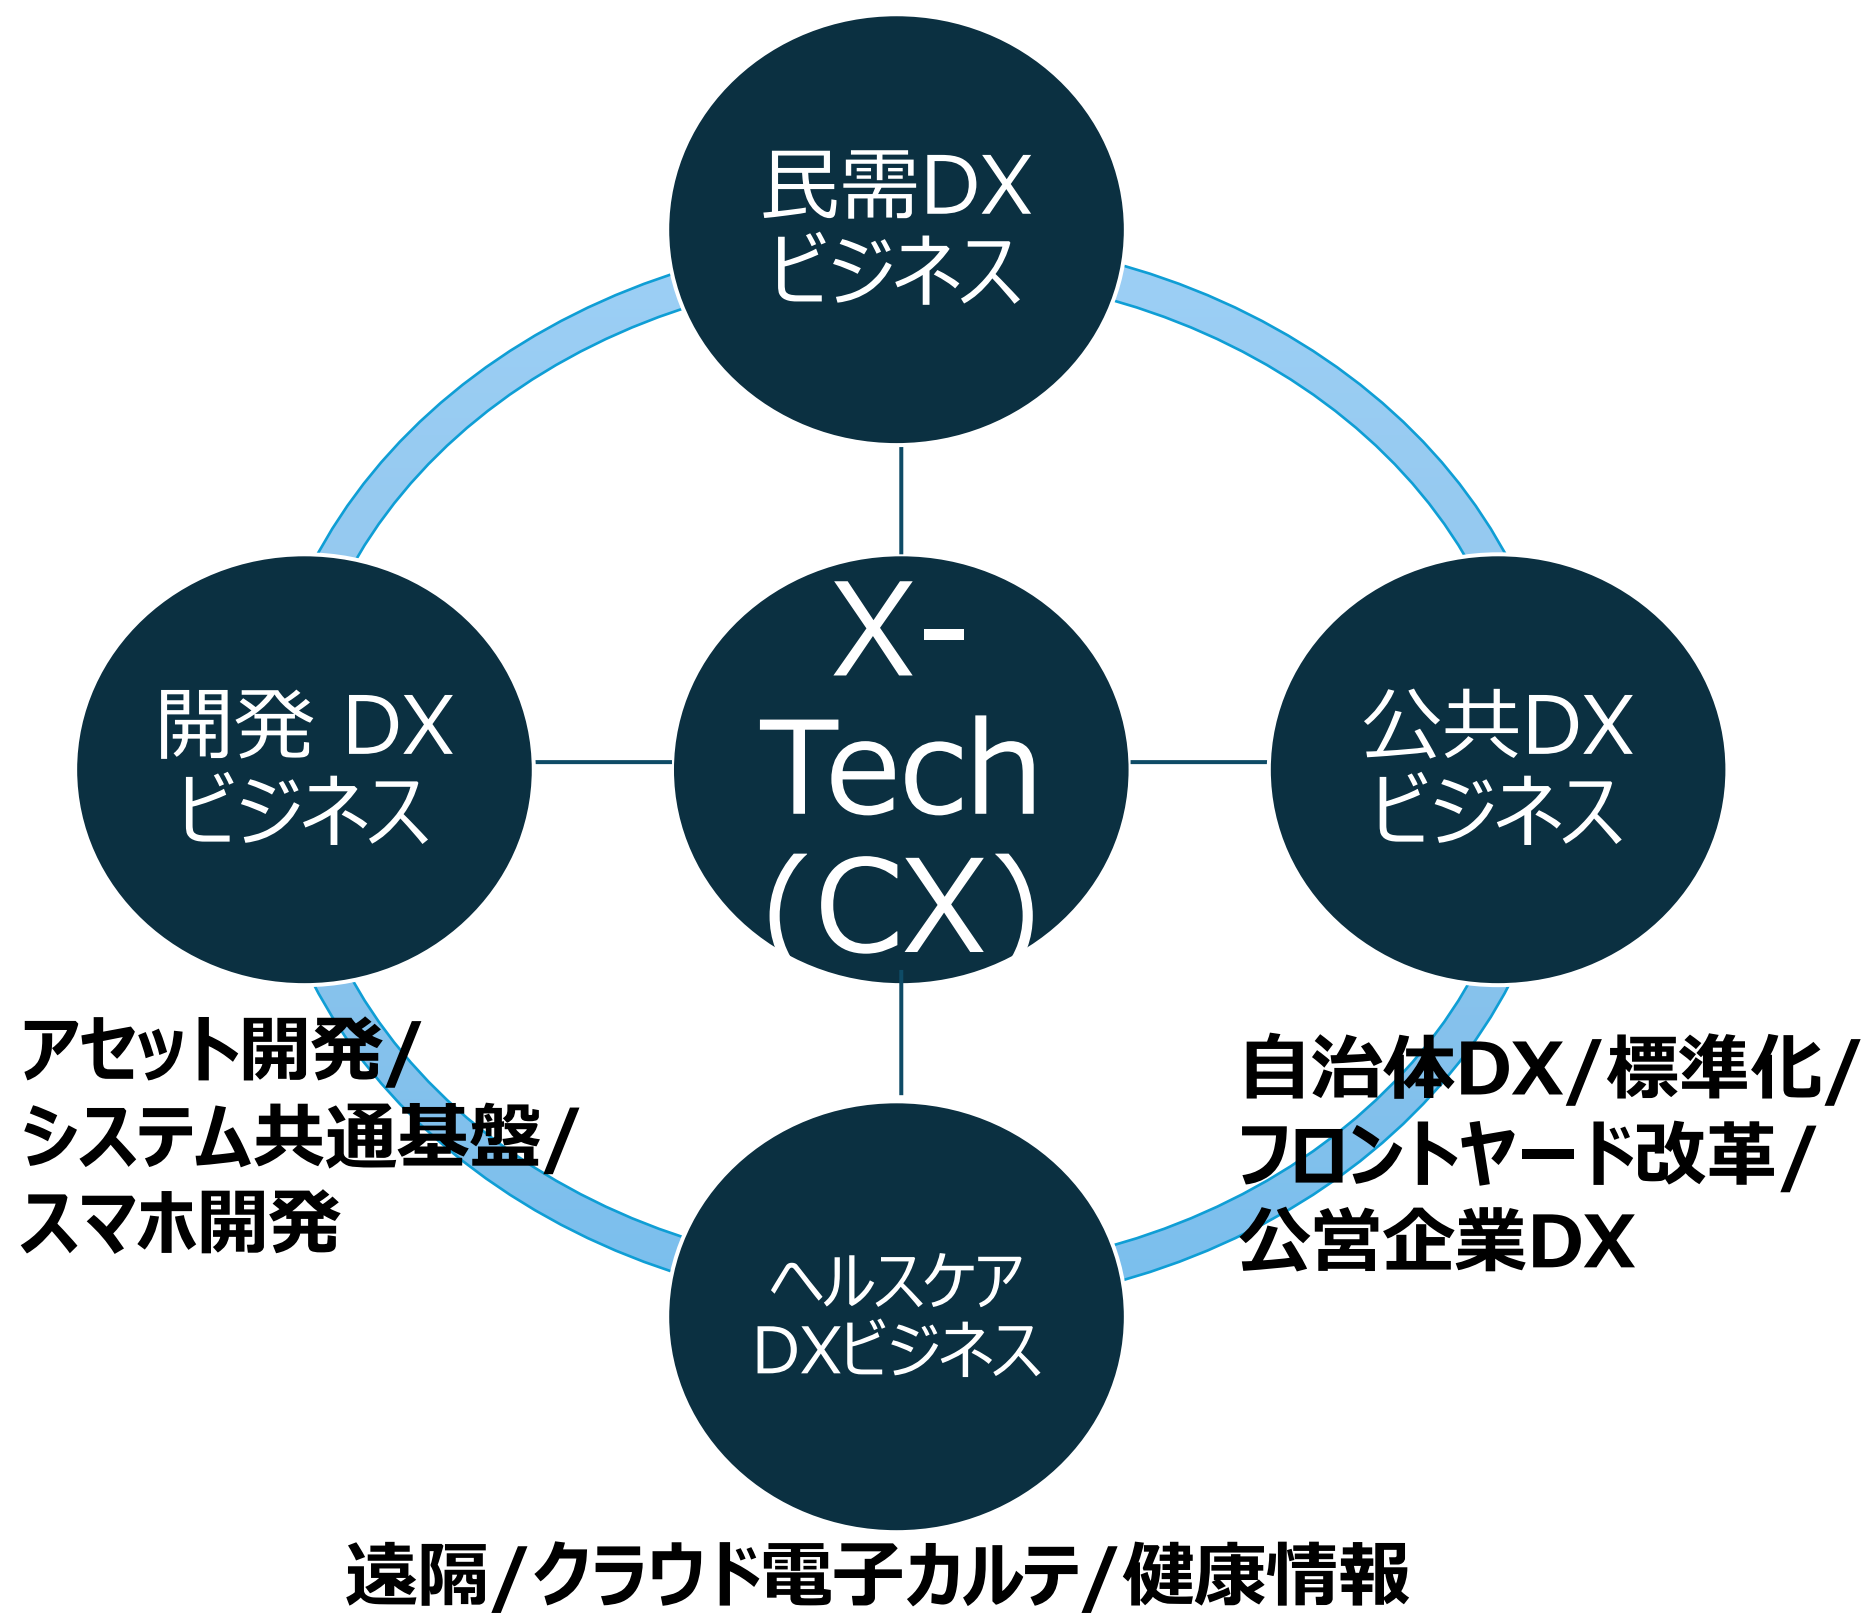 民需DX
ビジネス
開発 DX
ビジネス
X-
Tech
(CX)
公共DX
ビジネス
アセット開発/
システム共通基盤/
スマホ開発
自治体DX/標準化/
フロントヤード改革/
公営企業DX
ヘルスケア
DXビジネス
遠隔/クラウド電子カルテ/健康情報